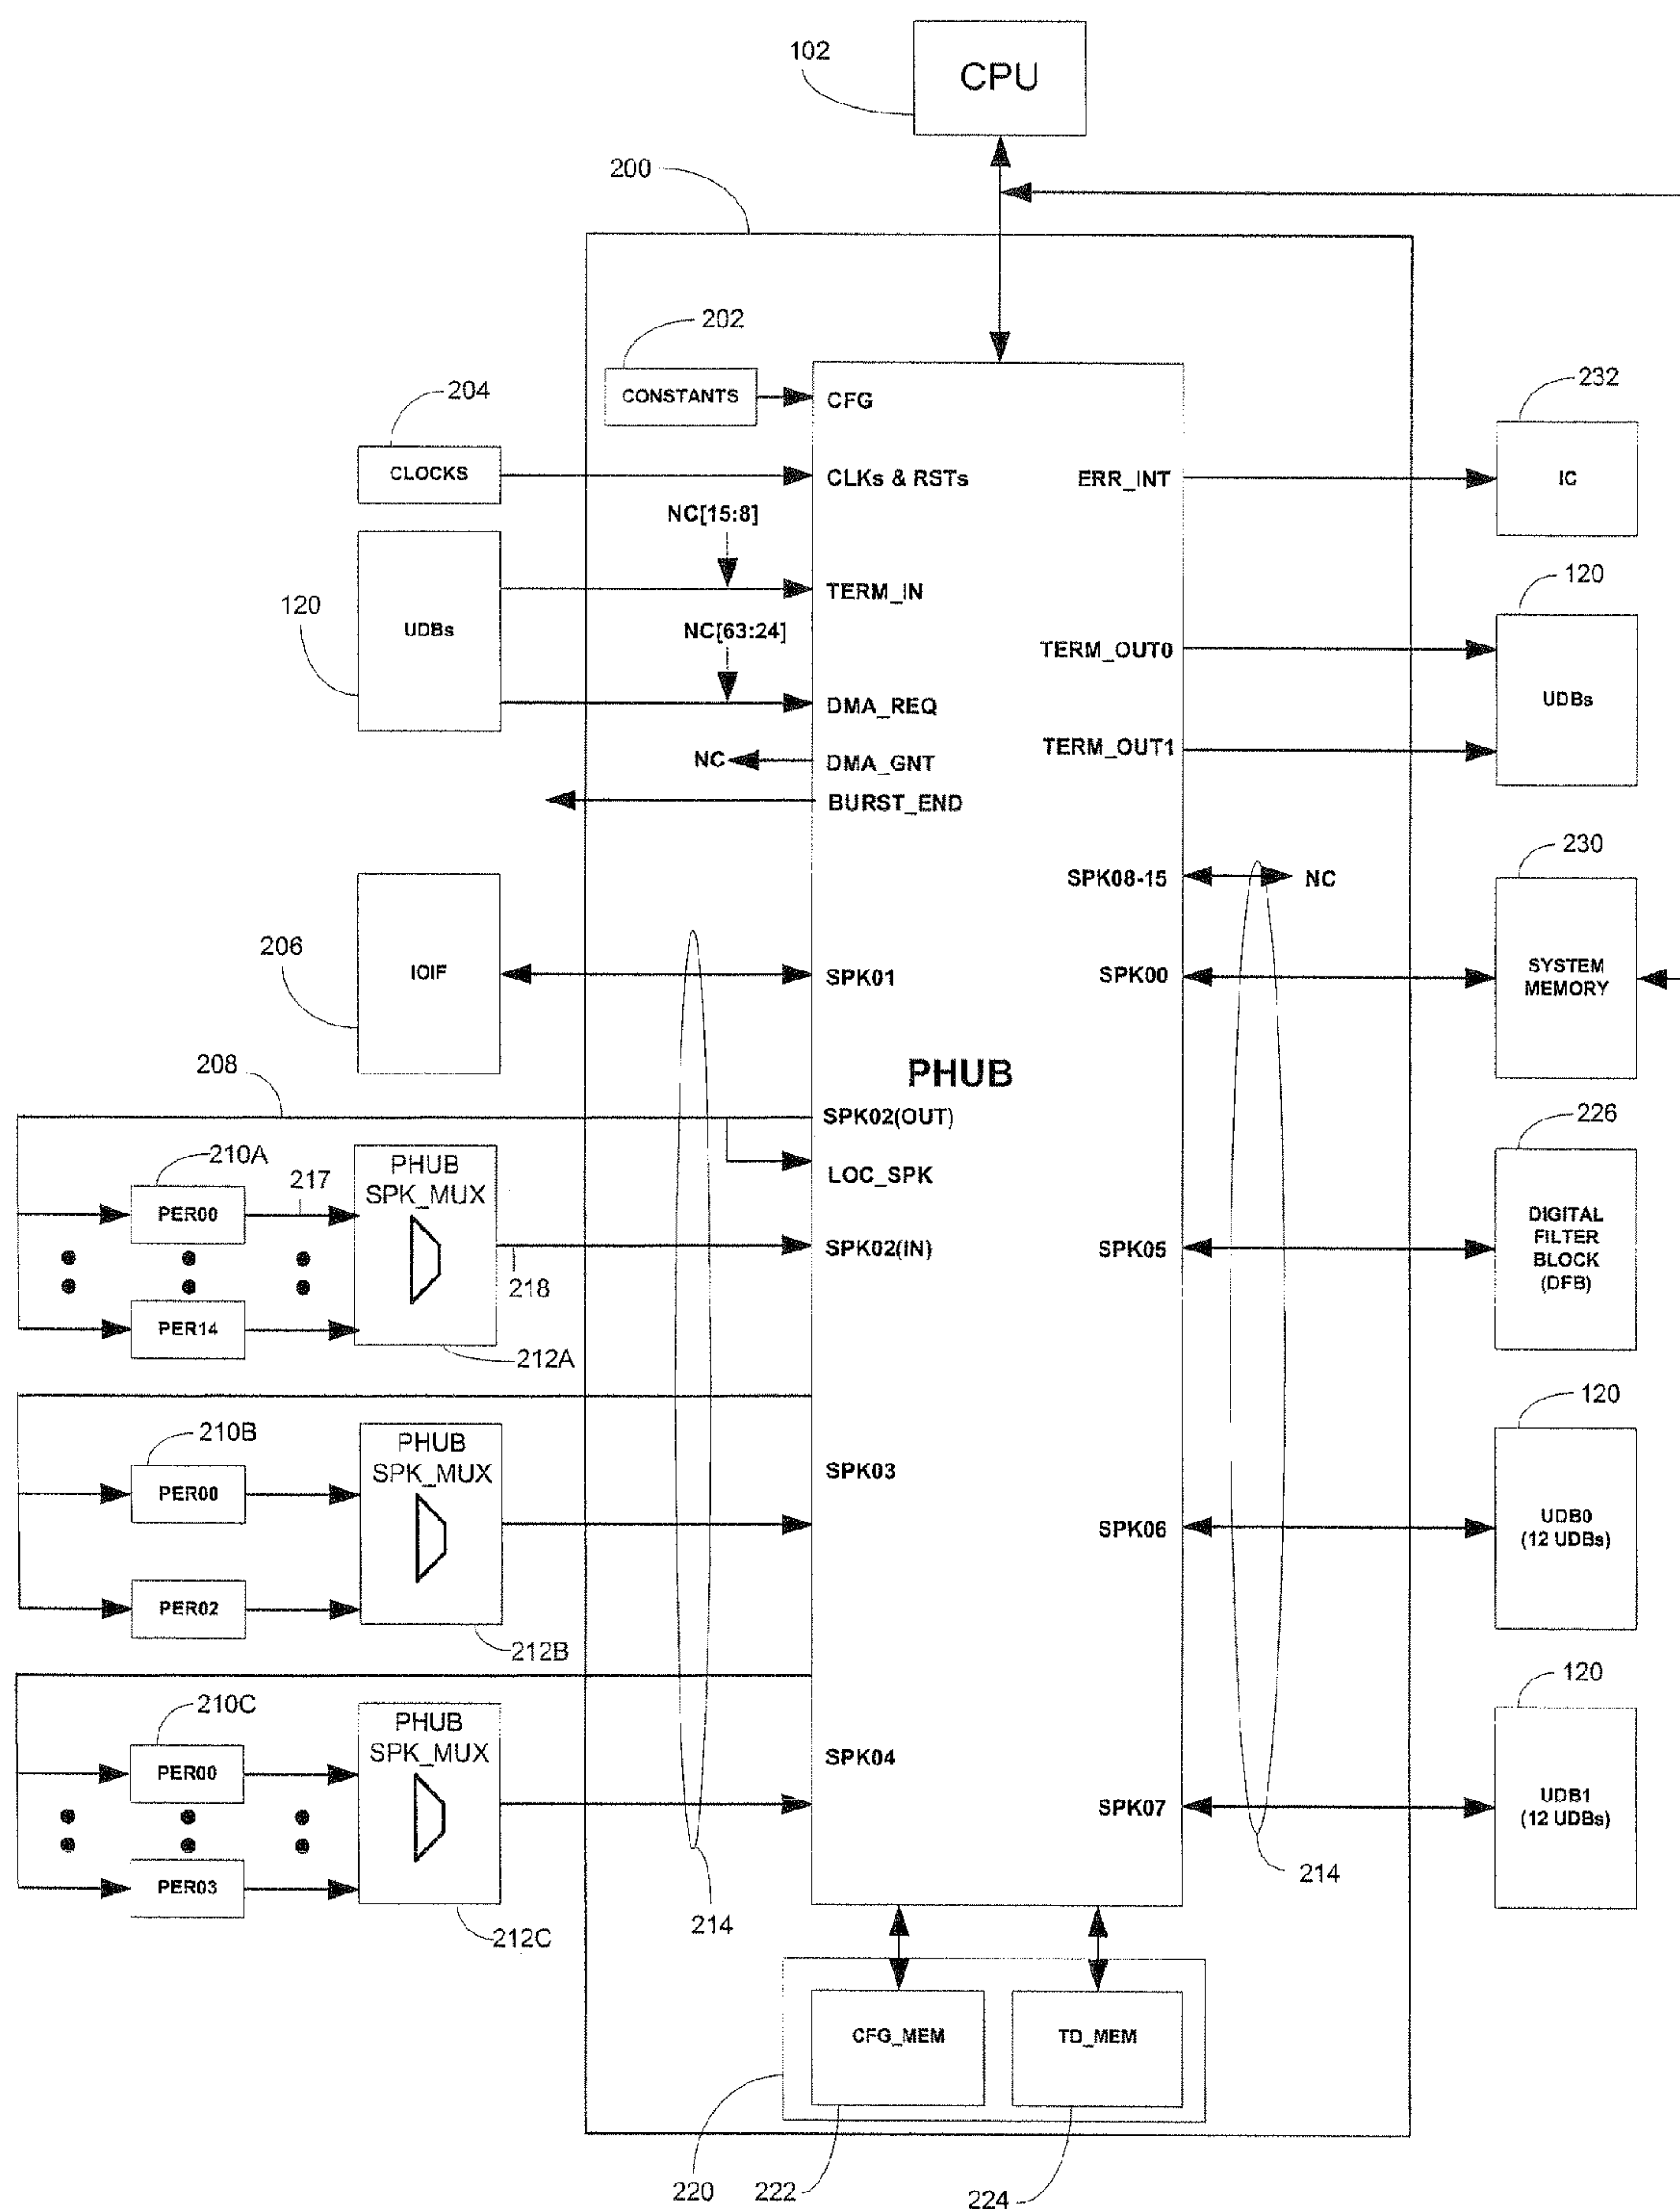 102
CPU
200
202
CONSTANTS
CFG
232
204
CLOCKS
CLKs & RSTs
ERR_INT
IC
NC[15:8]
120
UDBs
TERM_IN
120
NC[63:24]
TERM_OUT0
UDBs
DMA_REQ
TERM_OUT1
NC
DMA_GNT
BURST_END
230
SPK08-15
NC
206
IOIF
SPK01
SPK00
SYSTEM
MEMORY
208
PHUB
SPK02(OUT)
226
210A
217
PHUB
SPK_MUX
LOC_SPK
PER00
DIGITAL
FILTER
BLOCK
(DFB)
SPK02(IN)
SPK05
218
PER14
212A
120
210B
PHUB
SPK_MUX
SPK03
PER00
SPK06
UDB0
(12 UDBs)
PER02
212B
120
210C
PHUB
SPK_MUX
SPK04
PER00
SPK07
UDB1
(12 UDBs)
214
PER03
214
212C
CFG_MEM
TD_MEM
220
222
224